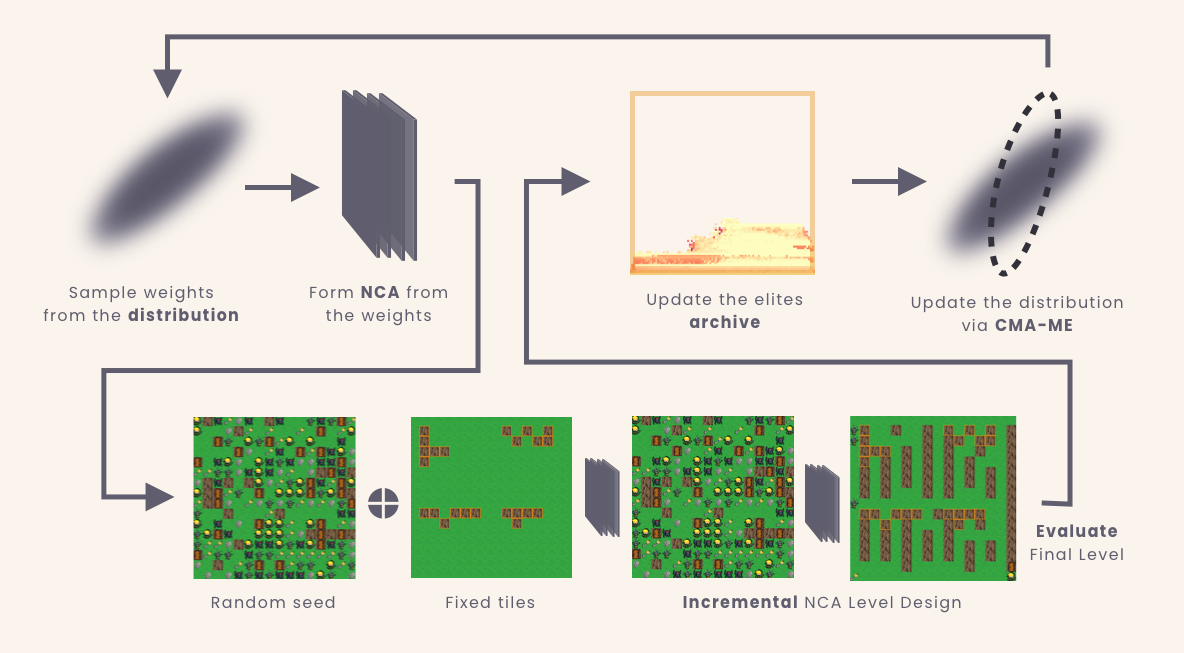 Sample weights
from the distribution
Form NCA from
the weights
Update the elites
archive
Update the distribution
via CMA-ME
Random seed
Fixed tiles
Incremental NCA Level Design
Evaluate
Final Level